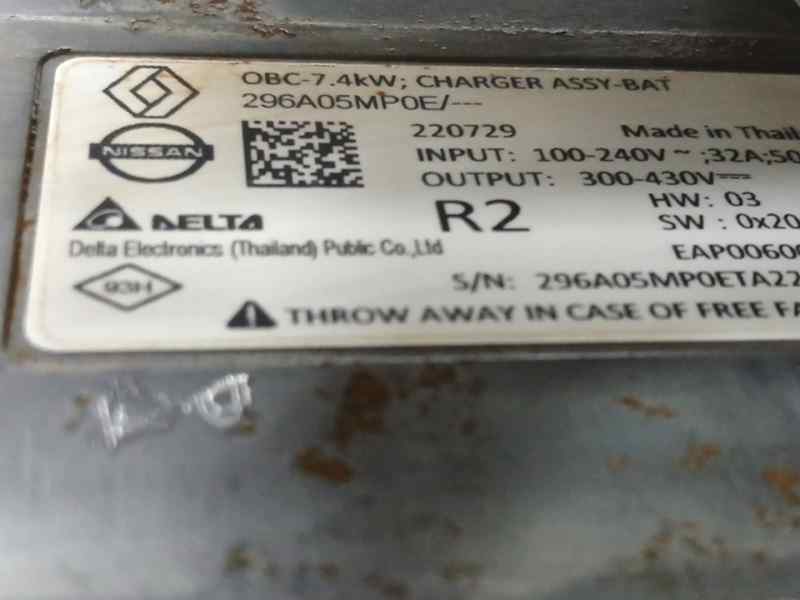 OBC-7.4kW; CHARGER ASSY-BAT
296A05MP0E/---
NISSAN
220729 Made in Thail
INPUT: 100-240V~;32A;50
OUTPUT: 300-430V
DELTA R2 HW: 03
SW : 0x20
Delta Electronics (Thailand) Public Co.,Ltd
EAP00600
93H
S/N: 296A05MP0ETA22
THROW AWAY IN CASE OF FREE FA